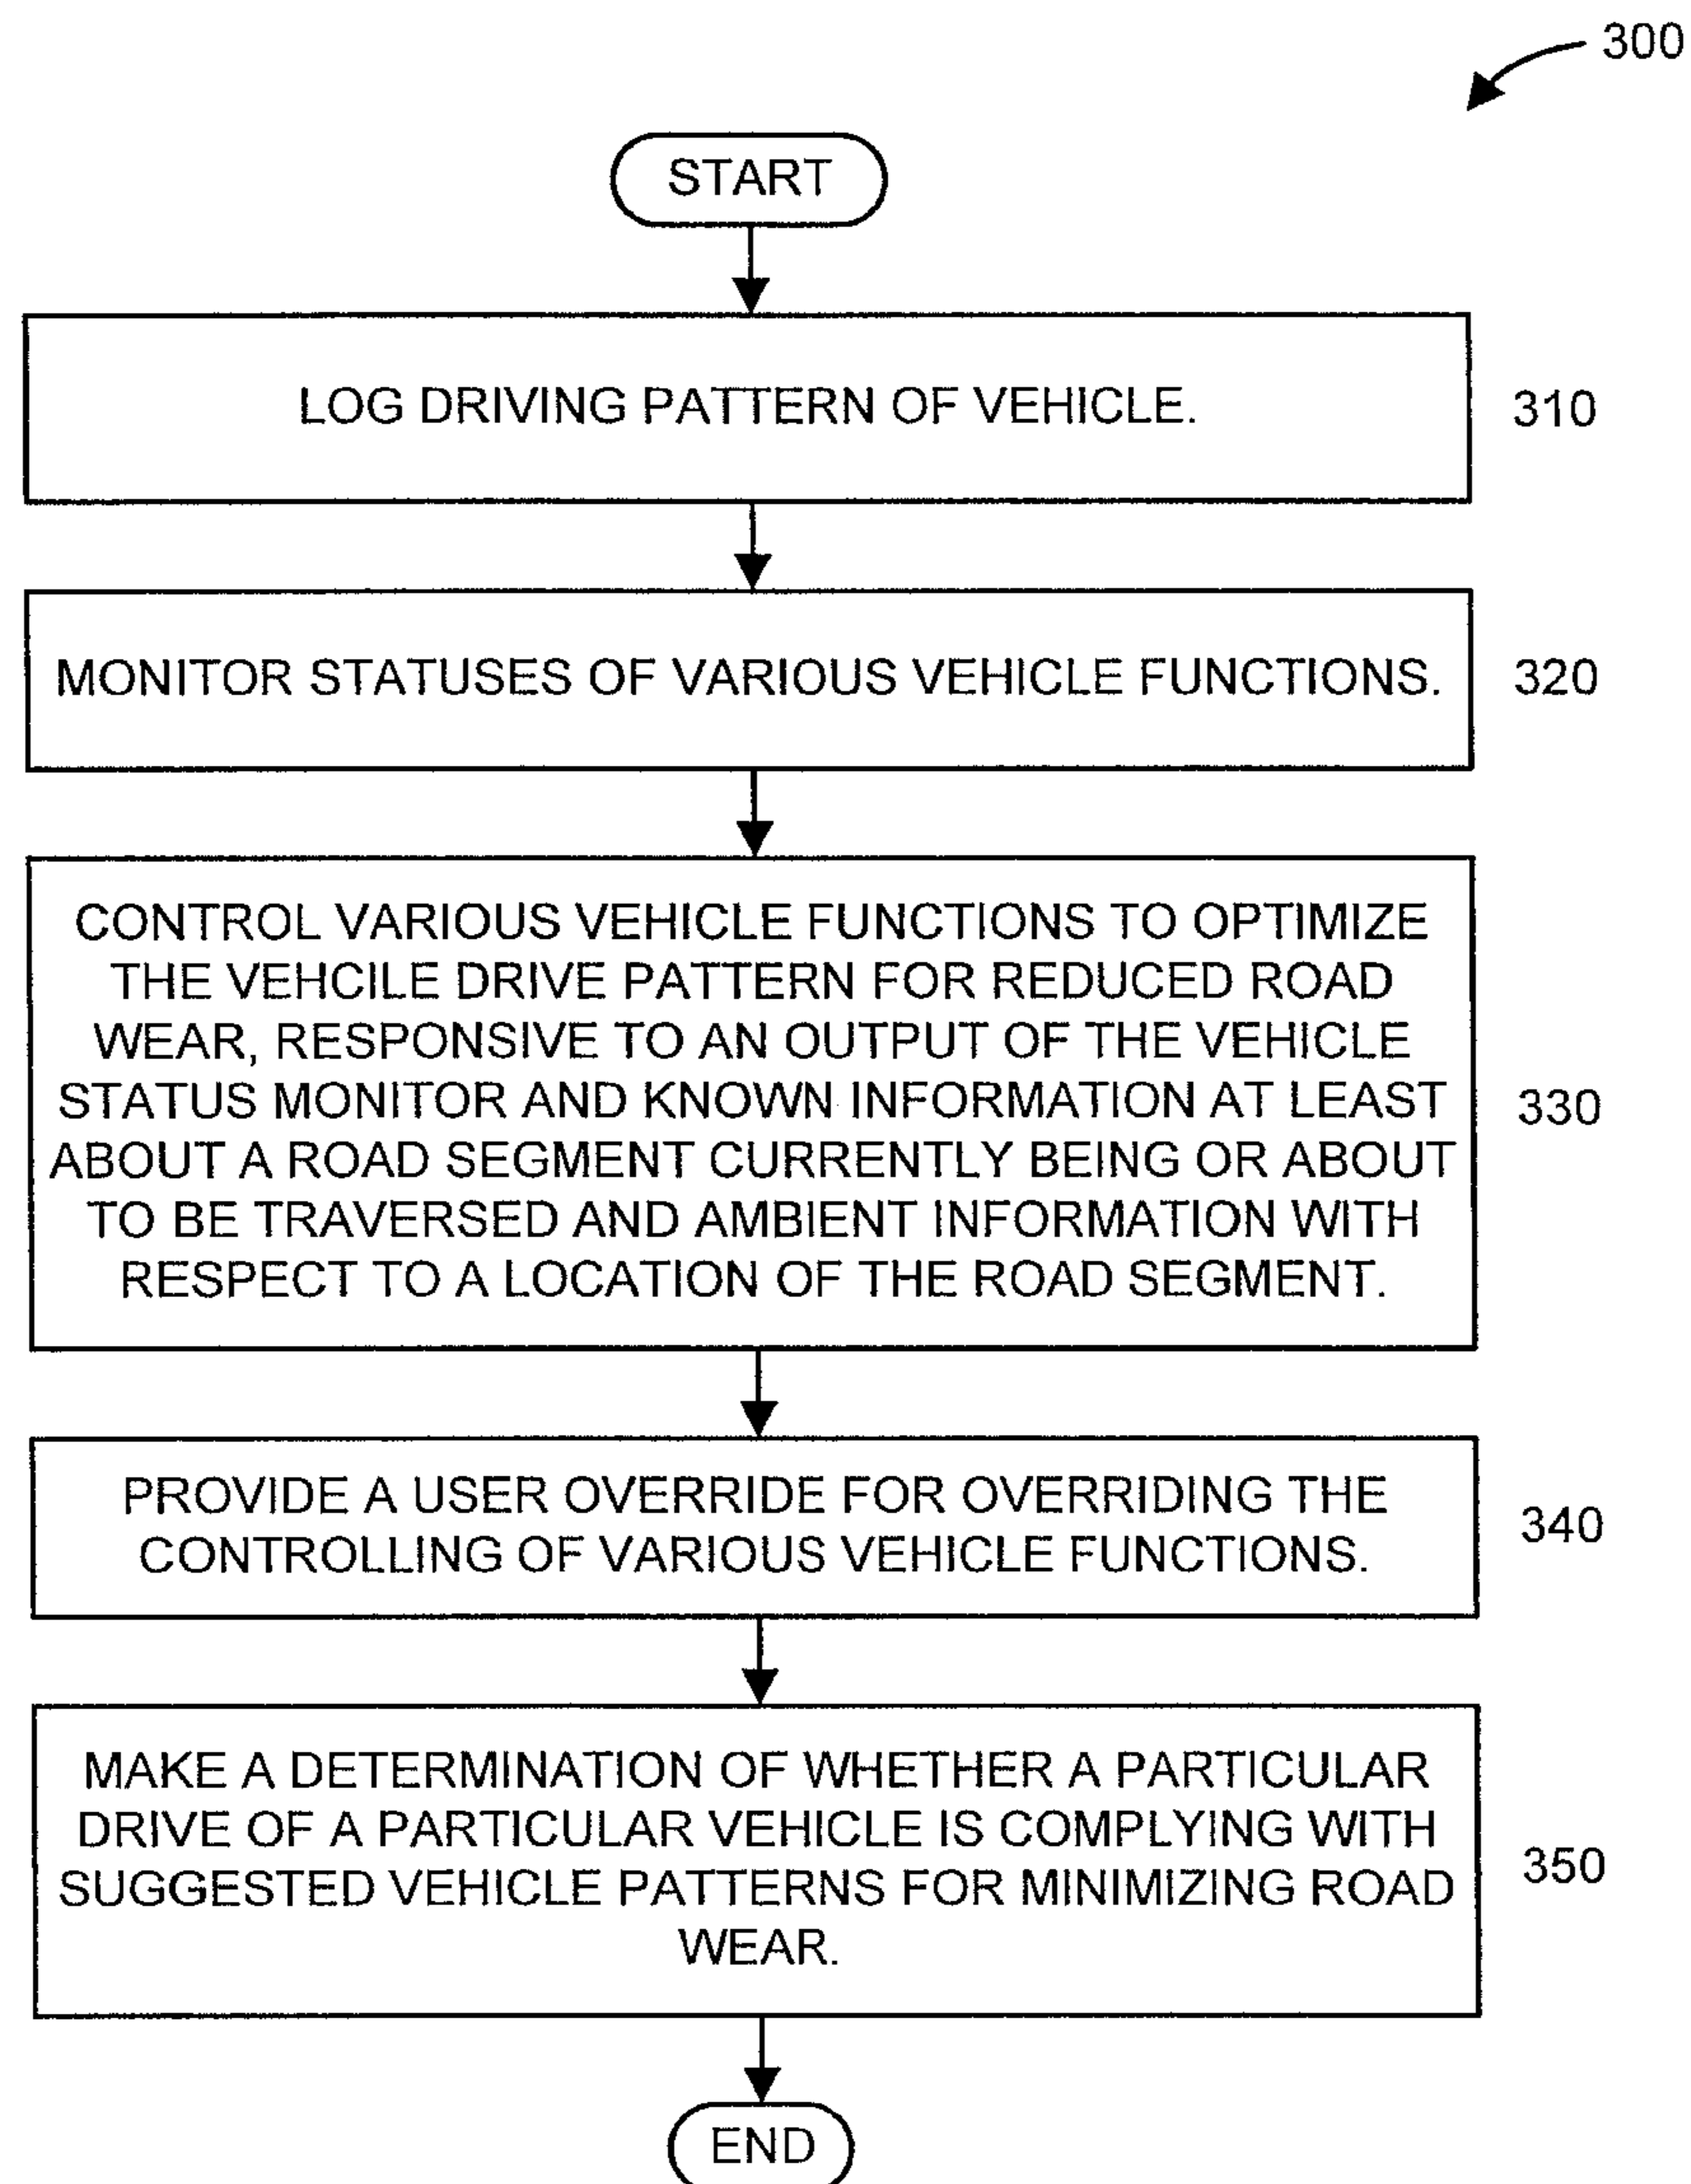 300
START
LOG DRIVING PATTERN OF VEHICLE.
310
MONITOR STATUSES OF VARIOUS VEHICLE FUNCTIONS.
320
CONTROL VARIOUS VEHICLE FUNCTIONS TO OPTIMIZE
THE VEHCILE DRIVE PATTERN FOR REDUCED ROAD
WEAR, RESPONSIVE TO AN OUTPUT OF THE VEHICLE
STATUS MONITOR AND KNOWN INFORMATION AT LEAST
ABOUT A ROAD SEGMENT CURRENTLY BEING OR ABOUT
TO BE TRAVERSED AND AMBIENT INFORMATION WITH
RESPECT TO A LOCATION OF THE ROAD SEGMENT.
330
PROVIDE A USER OVERRIDE FOR OVERRIDING THE
CONTROLLING OF VARIOUS VEHICLE FUNCTIONS.
340
MAKE A DETERMINATION OF WHETHER A PARTICULAR
DRIVE OF A PARTICULAR VEHICLE IS COMPLYING WITH
SUGGESTED VEHICLE PATTERNS FOR MINIMIZING ROAD
WEAR.
350
END